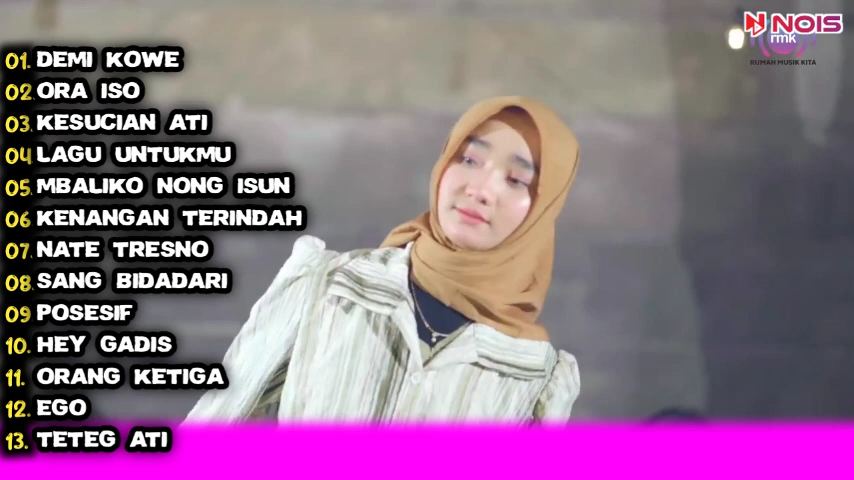 NOIS
rmk
RUMAH MUSIK KITA
01. DEMI KOWE
02. ORA ISO
03. KESUCIAN ATI
04. LAGU UNTUKMU
05. MBALIKO NONG ISUN
06. KENANGAN TERINDAH
07. NATE TRESNO
08. SANG BIDADARI
09. POSESIF
10. HEY GADIS
11. ORANG KETIGA
12. EGO
13. TETEG ATI